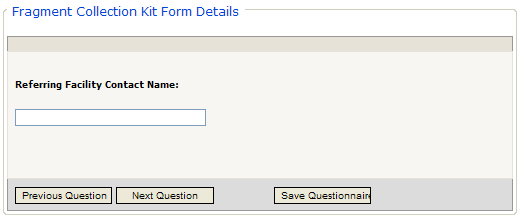 Fragment Collection Kit Form Details
Referring Facility Contact Name:
Previous Question Next Question Save Questionnaire